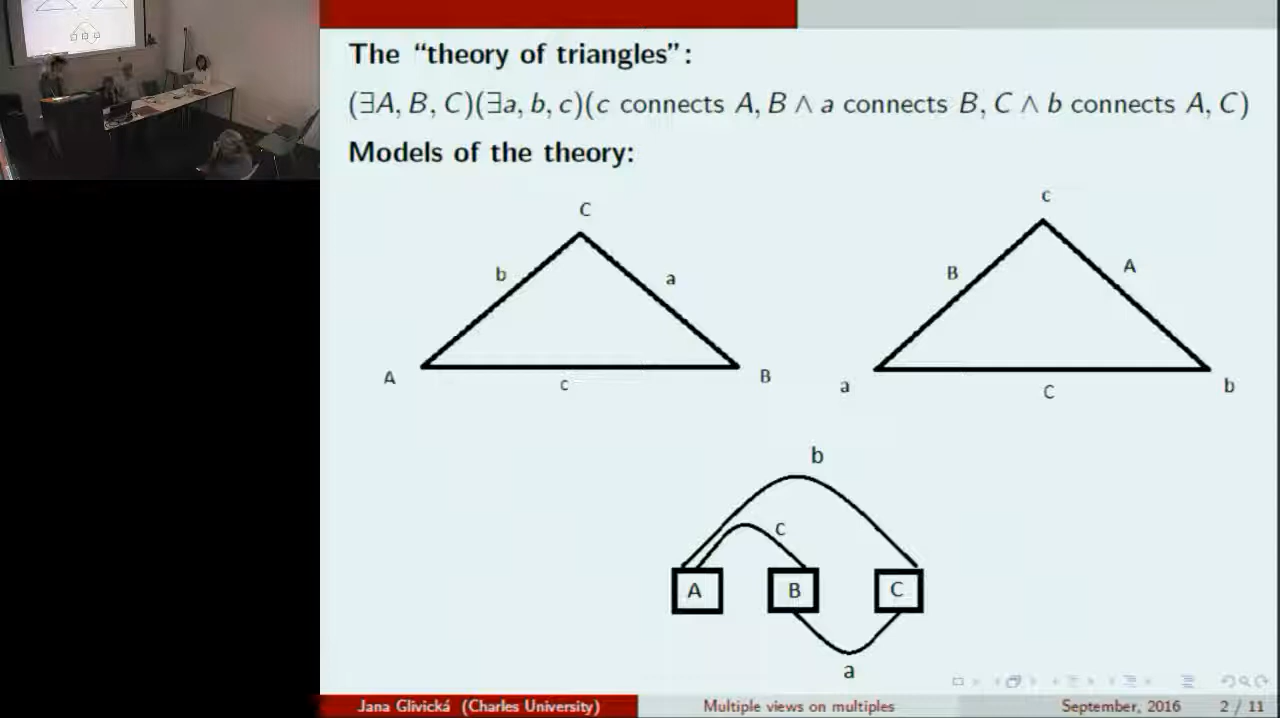 The “theory of triangles”:
(∃A, B, C)(∃a, b, c)(c connects A, B ∧ a connects B, C ∧ b connects A, C)
Models of the theory:
C
b
a
A
c
B
c
B
A
a
C
b
b
c
A B C
a
Jana Glivická (Charles University) Multiple views on multiples September, 2016 2 / 11